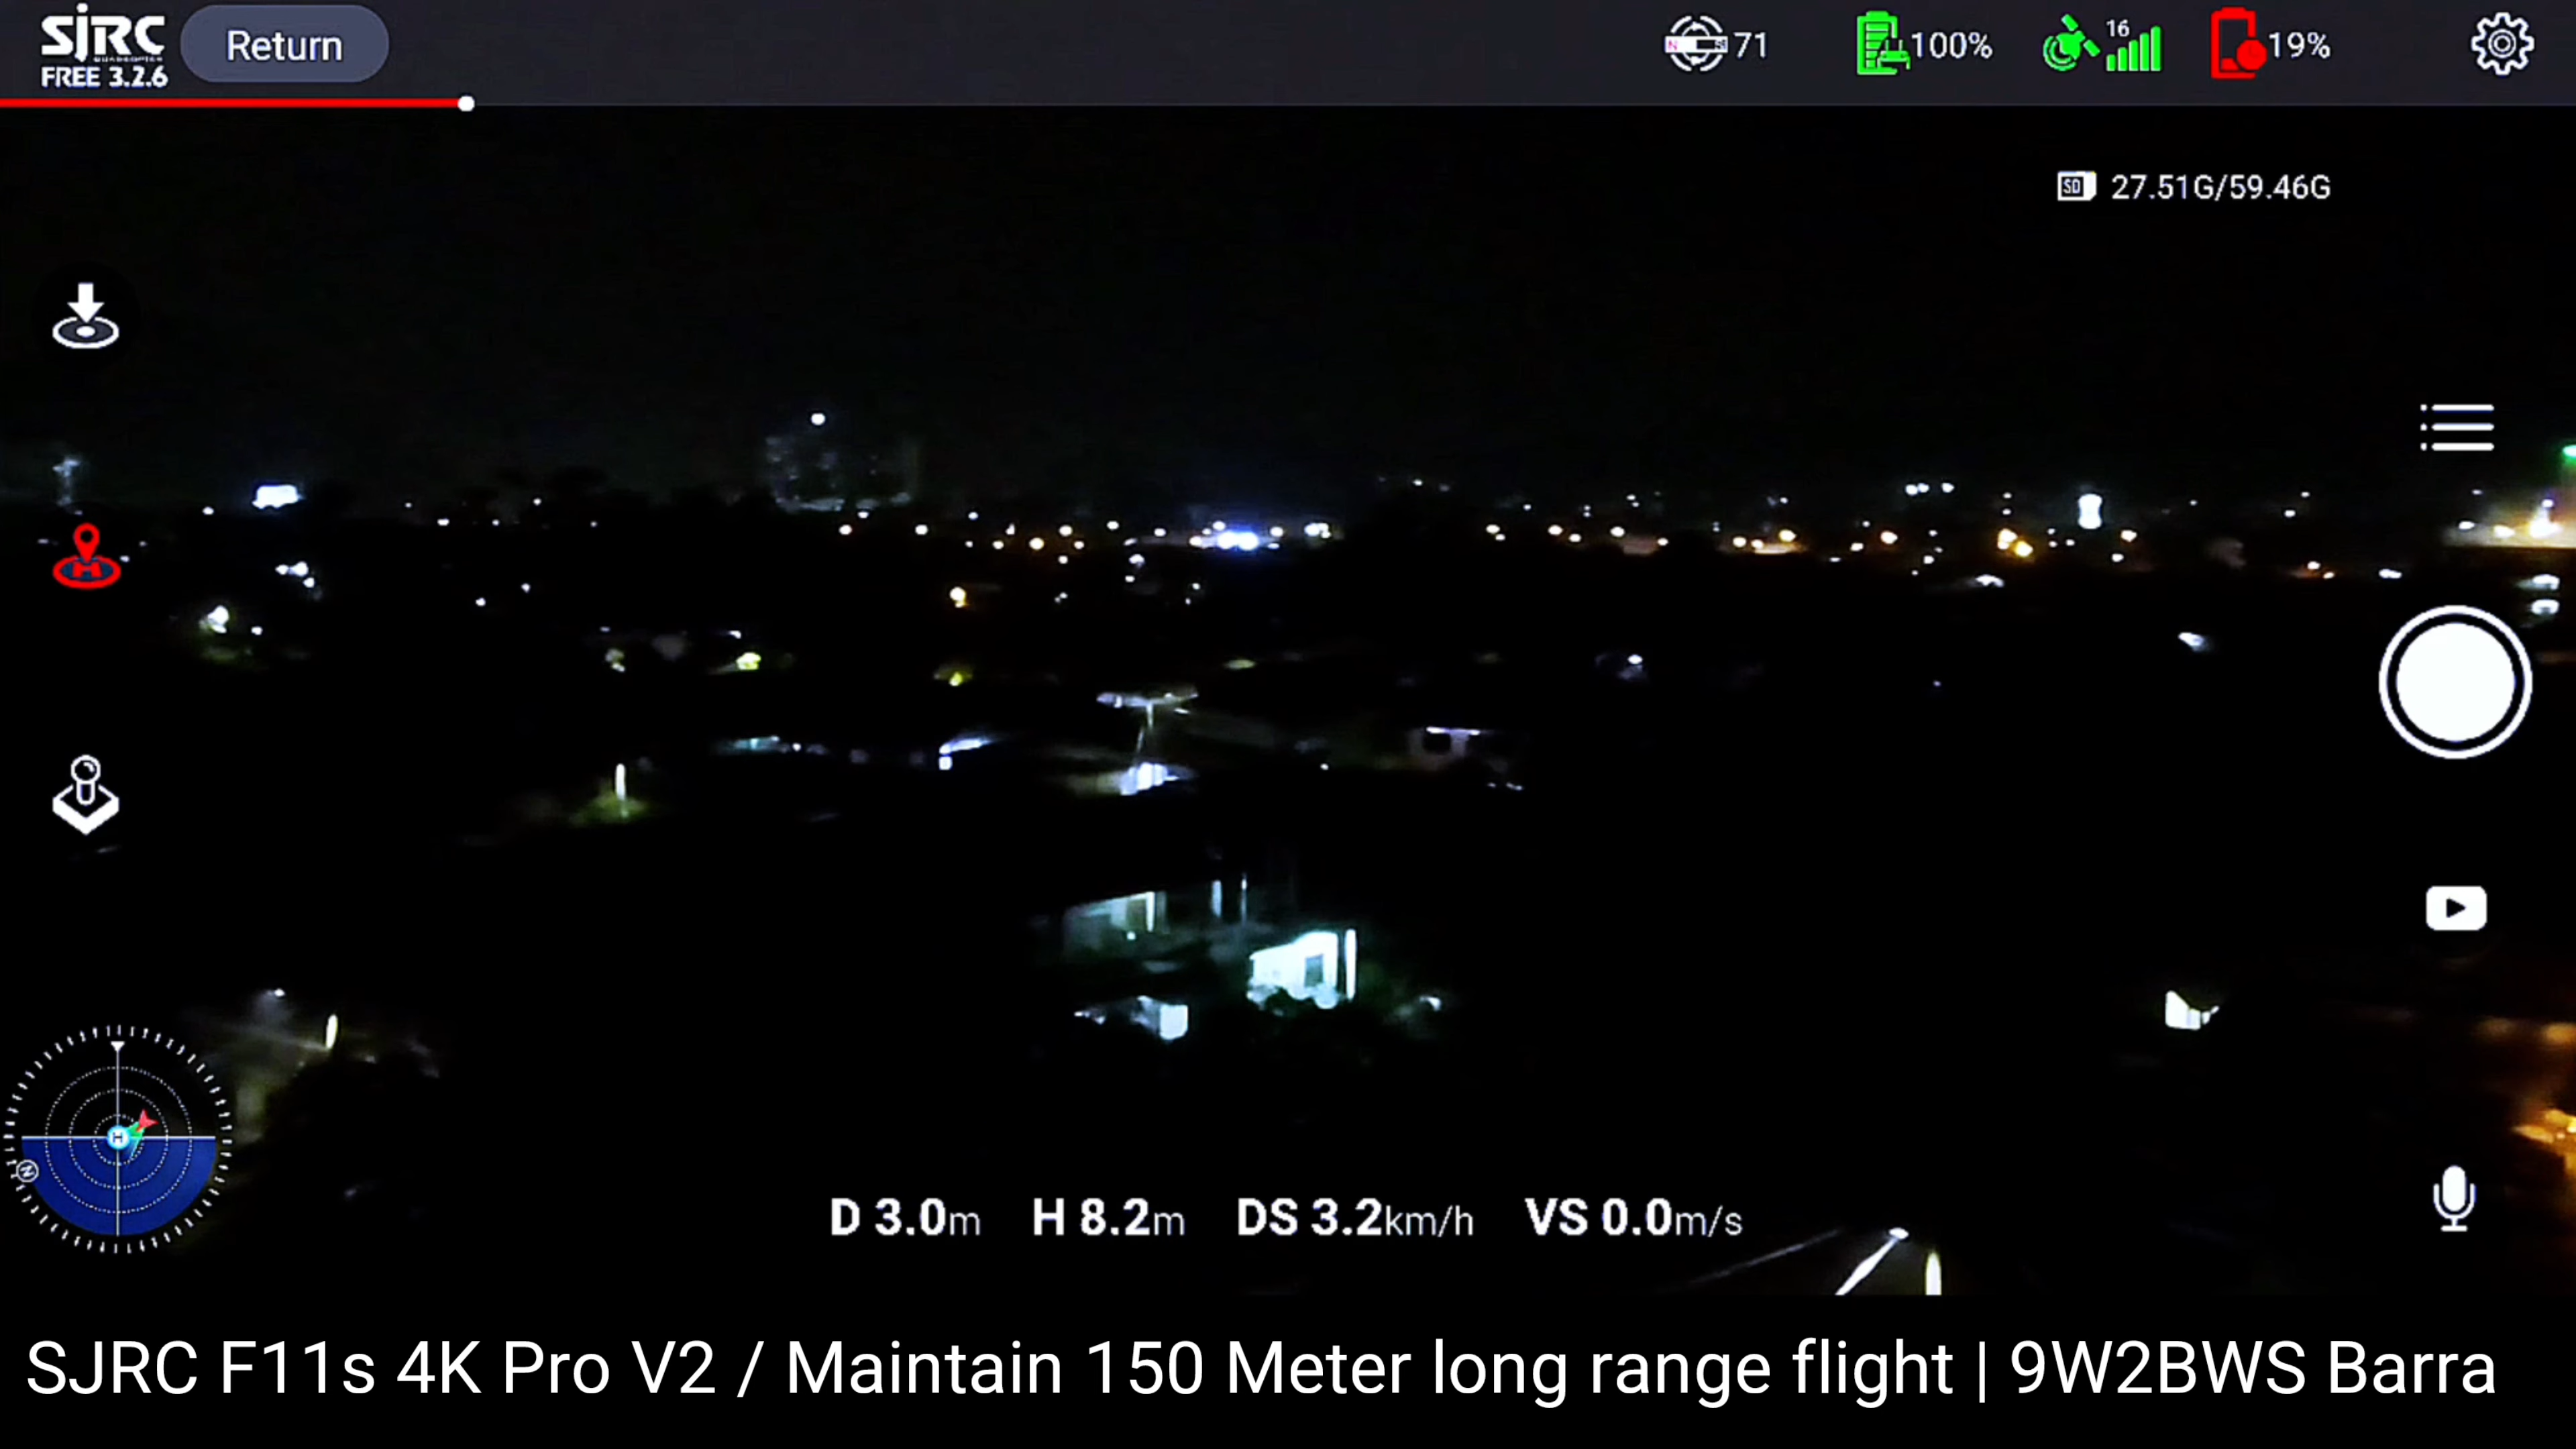 SJRC
FREE 3.2.6
Return
71
100%
16
19%
SD 27.51G/59.46G
H
N
H
D 3.0m H 8.2m DS 3.2km/h VS 0.0m/s
SJRC F11s 4K Pro V2 / Maintain 150 Meter long range flight | 9W2BWS Barra